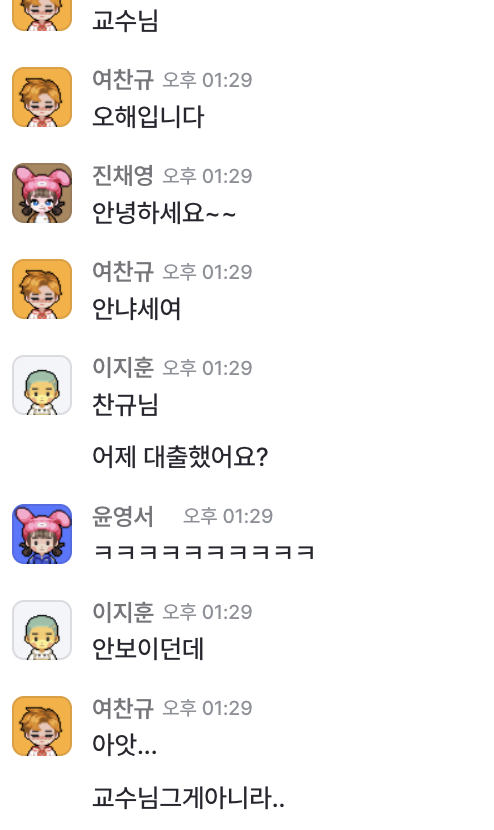 교수님
여찬규 오후 01:29
오해입니다
진채영 오후 01:29
안녕하세요~~
여찬규 오후 01:29
안냐세여
이지훈 오후 01:29
찬규님
어제 대출했어요?
윤영서 오후 01:29
ㅋㅋㅋㅋㅋㅋㅋㅋㅋㅋ
이지훈 오후 01:29
안보이던데
여찬규 오후 01:29
아앗...
교수님그게아니라..